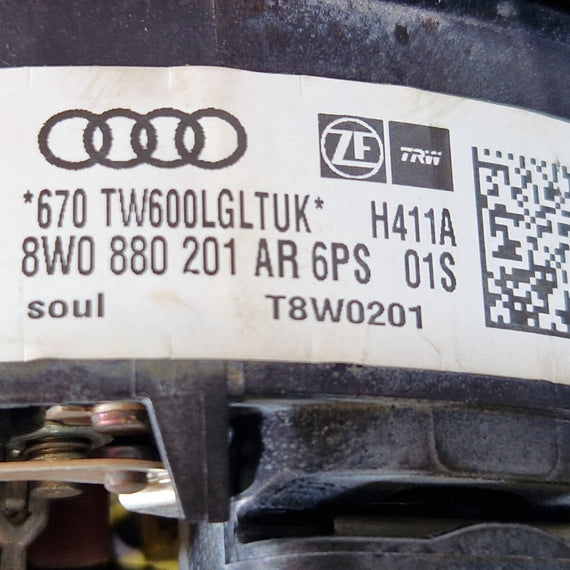 ZF TRW
*670 TW600LGLTUK* H411A
8W0 880 201 AR 6PS 01S
soul T8W0201